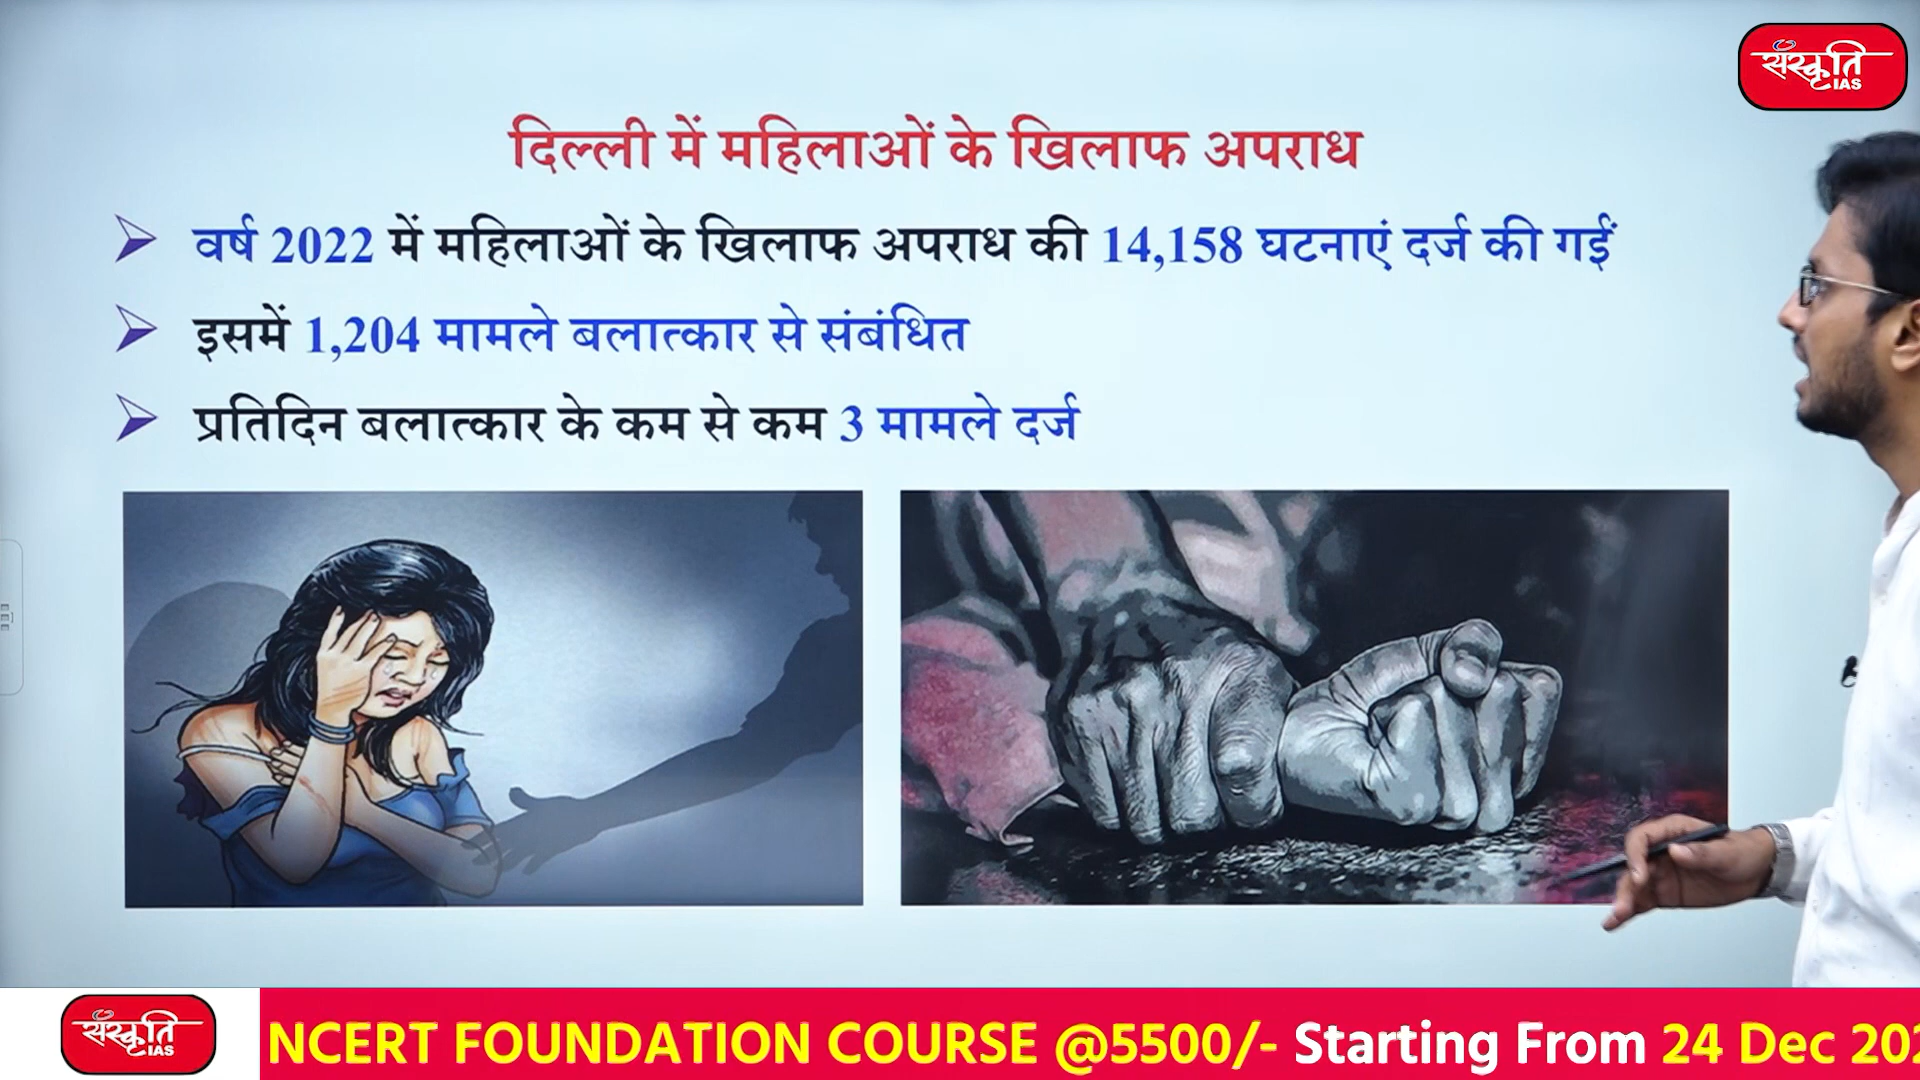 संस्कृति
IAS
दिल्ली में महिलाओं के खिलाफ अपराध
वर्ष 2022 में महिलाओं के खिलाफ अपराध की 14,158 घटनाएं दर्ज की गईं
इसमें 1,204 मामले बलात्कार से संबंधित
प्रतिदिन बलात्कार के कम से कम 3 मामले दर्ज
संस्कृति
IAS
NCERT FOUNDATION COURSE @5500/- Starting From 24 Dec 202